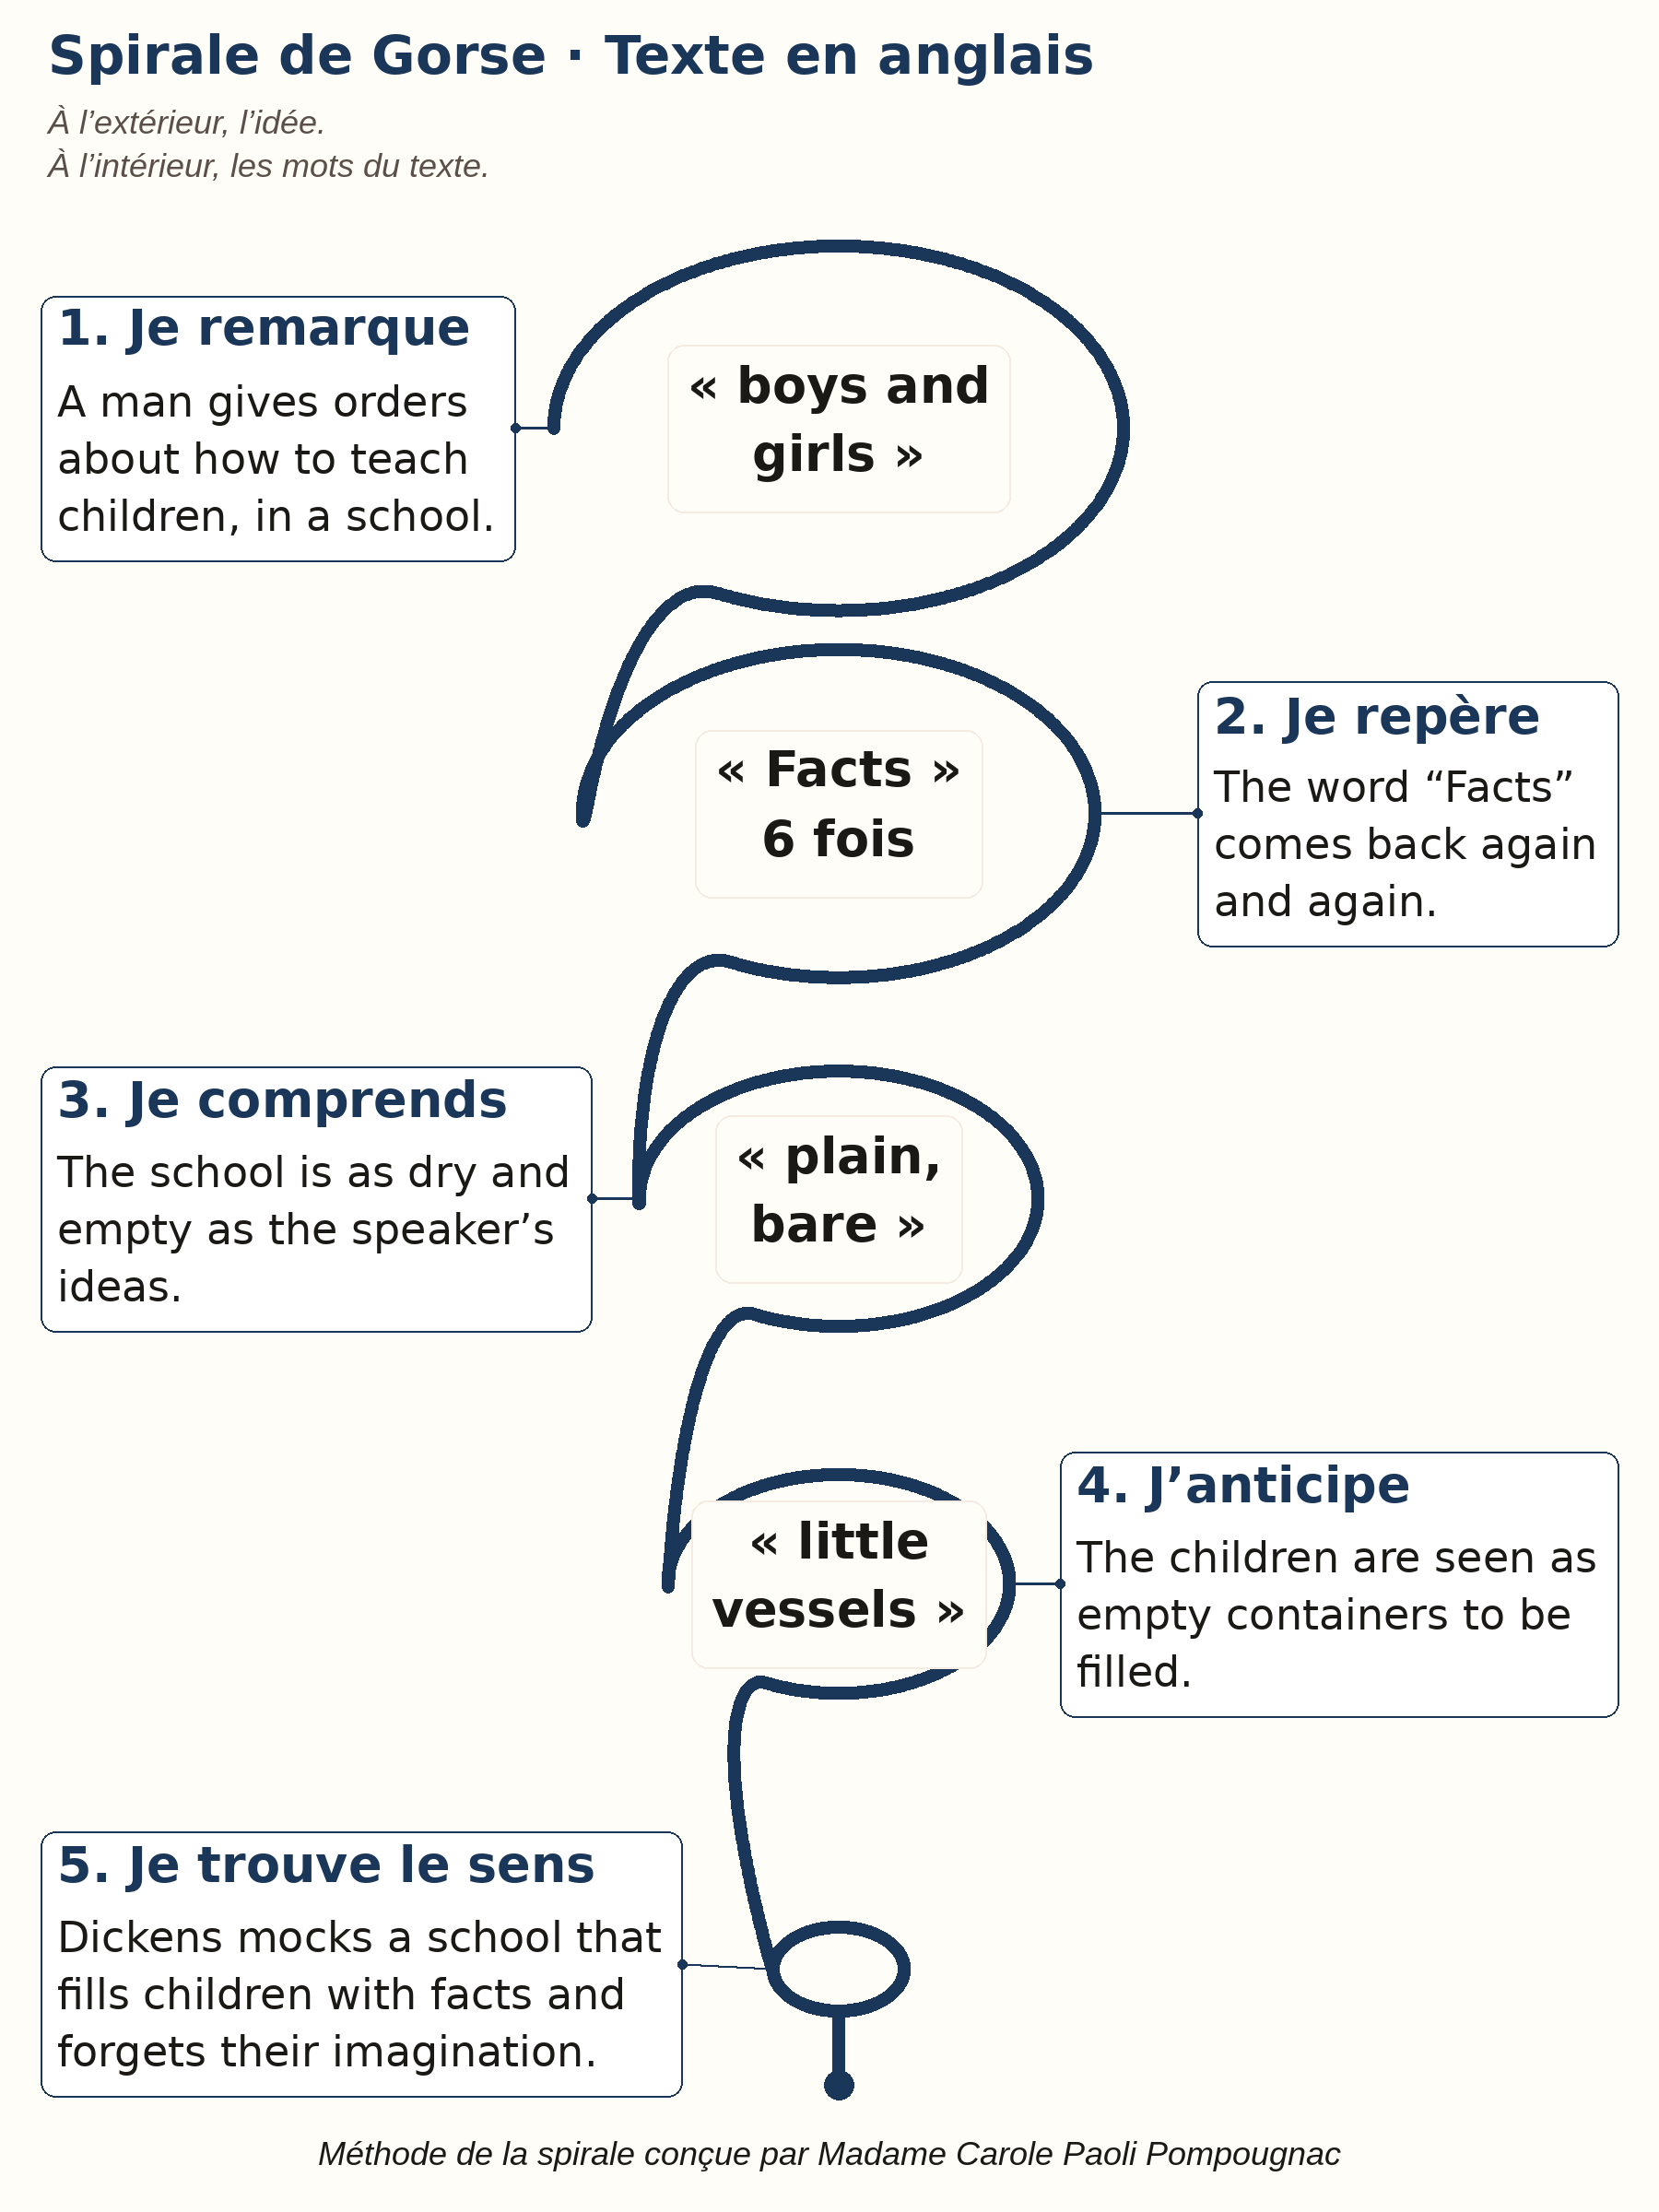 Spirale de Gorse · Texte en anglais
À l’extérieur, l’idée.
À l’intérieur, les mots du texte.
1. Je remarque
A man gives orders
about how to teach
children, in a school.
« boys and
girls »
2. Je repère
The word “Facts”
comes back again
and again.
« Facts »
6 fois
3. Je comprends
The school is as dry and
empty as the speaker’s
ideas.
« plain,
bare »
4. J’anticipe
The children are seen as
empty containers to be
filled.
« little
vessels »
5. Je trouve le sens
Dickens mocks a school that
fills children with facts and
forgets their imagination.
Méthode de la spirale conçue par Madame Carole Paoli Pompougnac